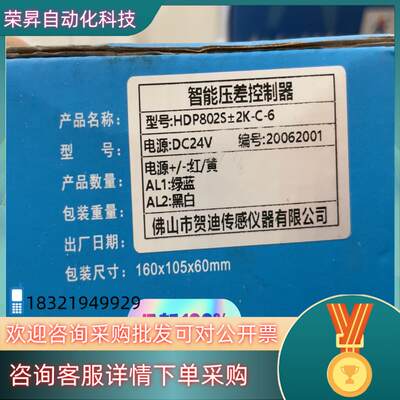 荣昇自动化科技
智能压差控制器
产品名称：
型号:HDP802S±2K-C-6
型 号：
电源:DC24V 编号:20062001
电源+/-:红/黄
产品数量：
AL1:绿蓝
包装重量：
AL2:黑白
出厂日期：
佛山市贺迪传感仪器有限公司
包装尺寸：160x105x60mm
18321949929
欢迎咨询采购批发可对公开票
咨询客服详情下单采购